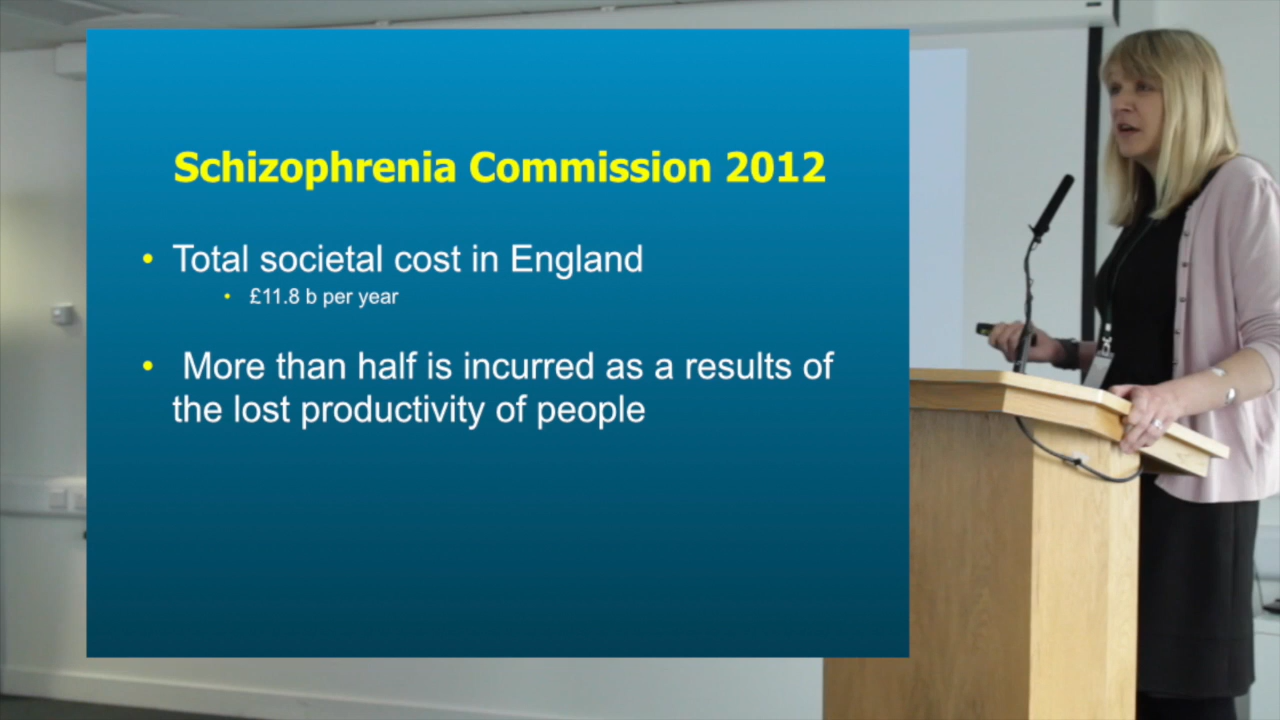 Schizophrenia Commission 2012
• Total societal cost in England
• £11.8 b per year
• More than half is incurred as a results of
the lost productivity of people